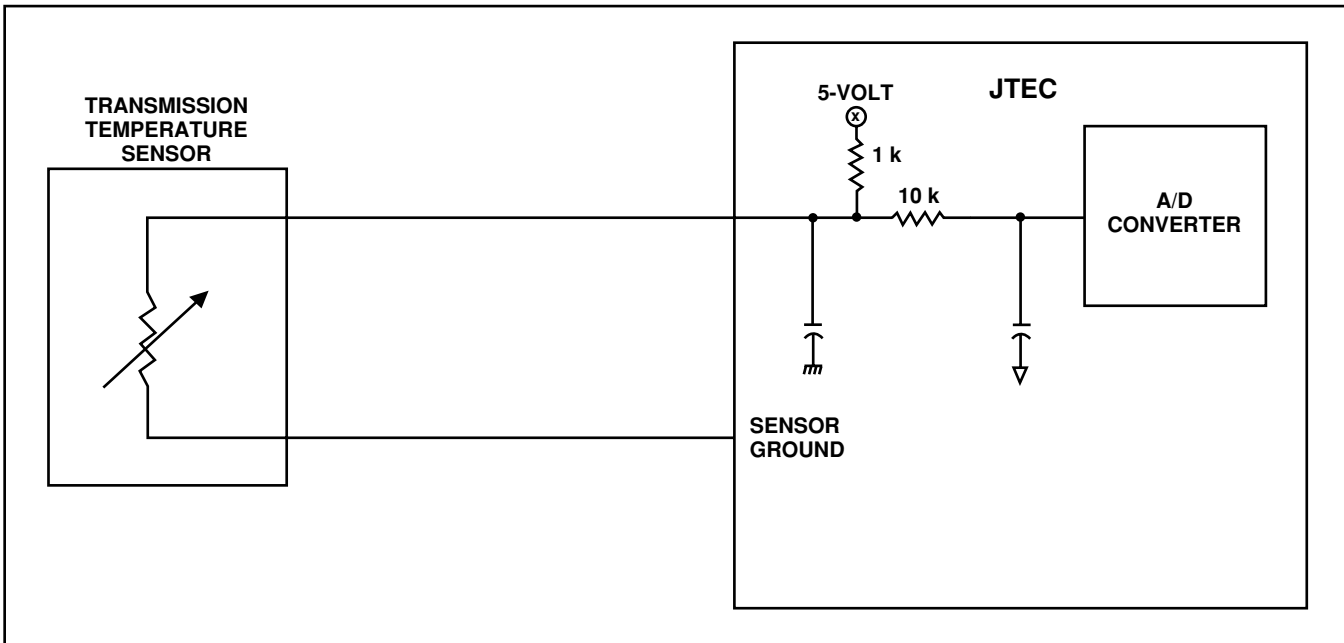 TRANSMISSION
TEMPERATURE
SENSOR
5-VOLT
X
JTEC
1 k
10 k
A/D
CONVERTER
SENSOR
GROUND